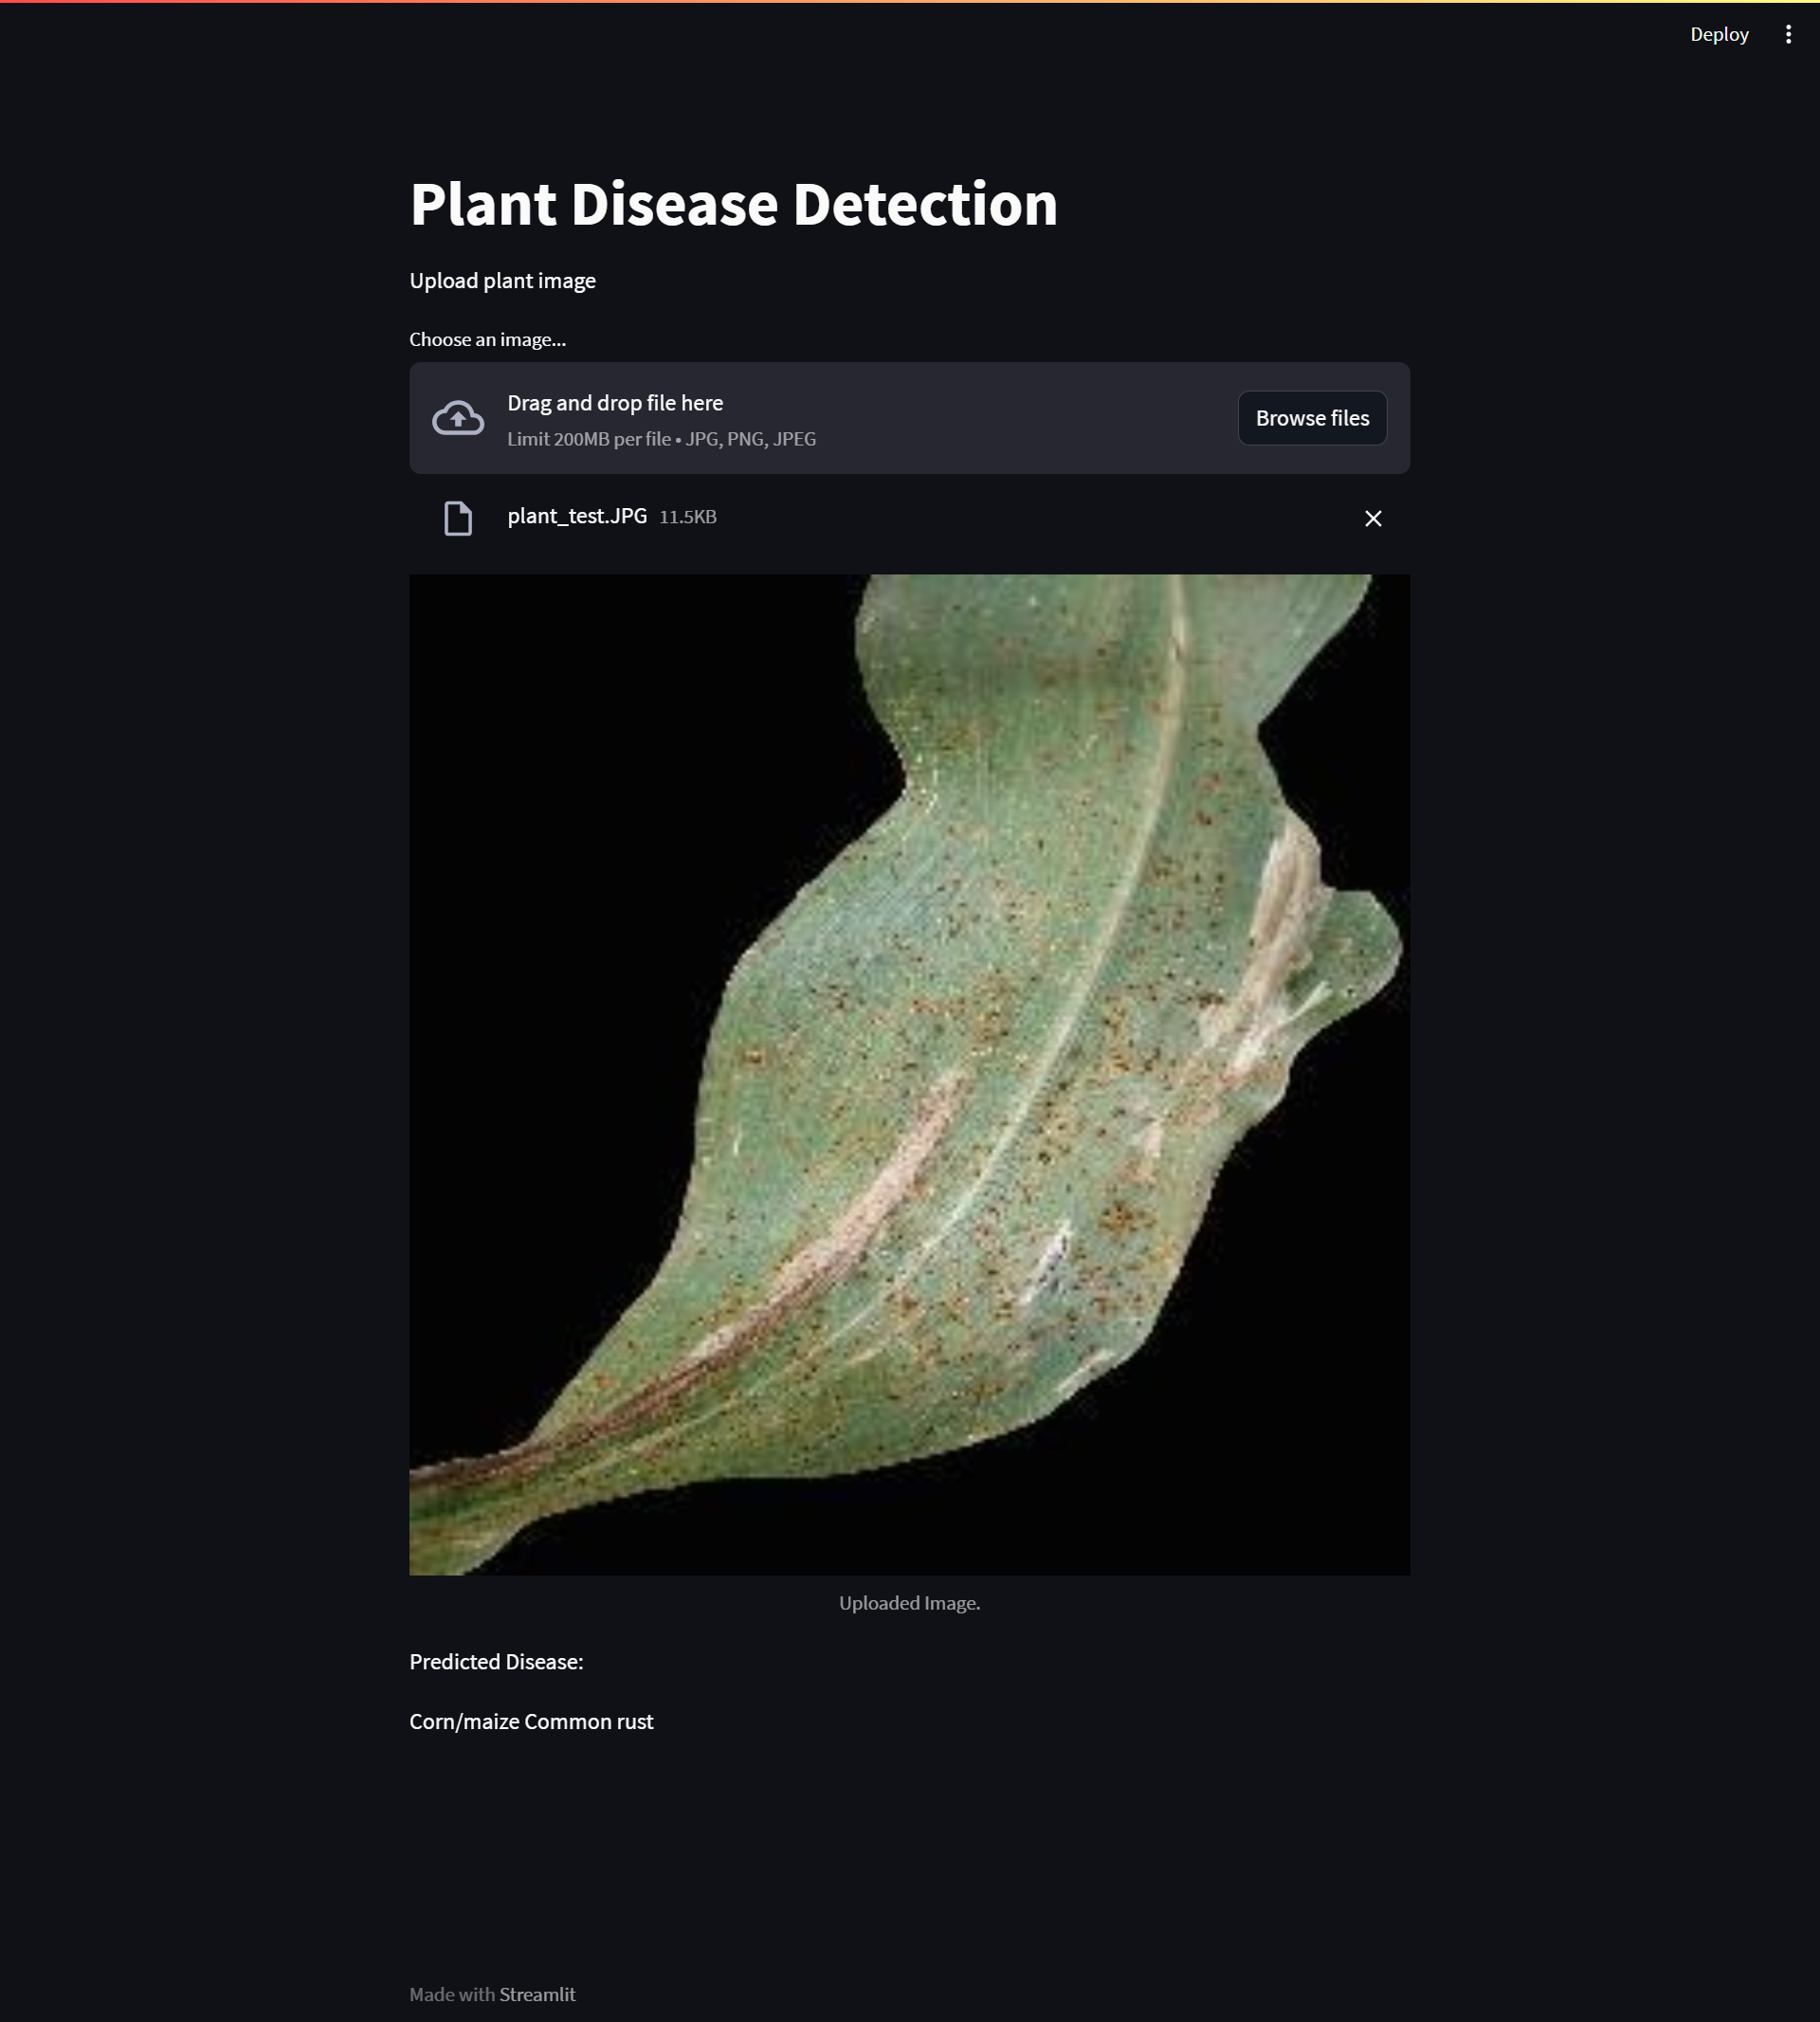 Deploy
Plant Disease Detection
Upload plant image
Choose an image...
Drag and drop file here
Browse files
Limit 200MB per file • JPG, PNG, JPEG
plant_test.JPG 11.5KB
Uploaded Image.
Predicted Disease:
Corn/maize Common rust
Made with Streamlit